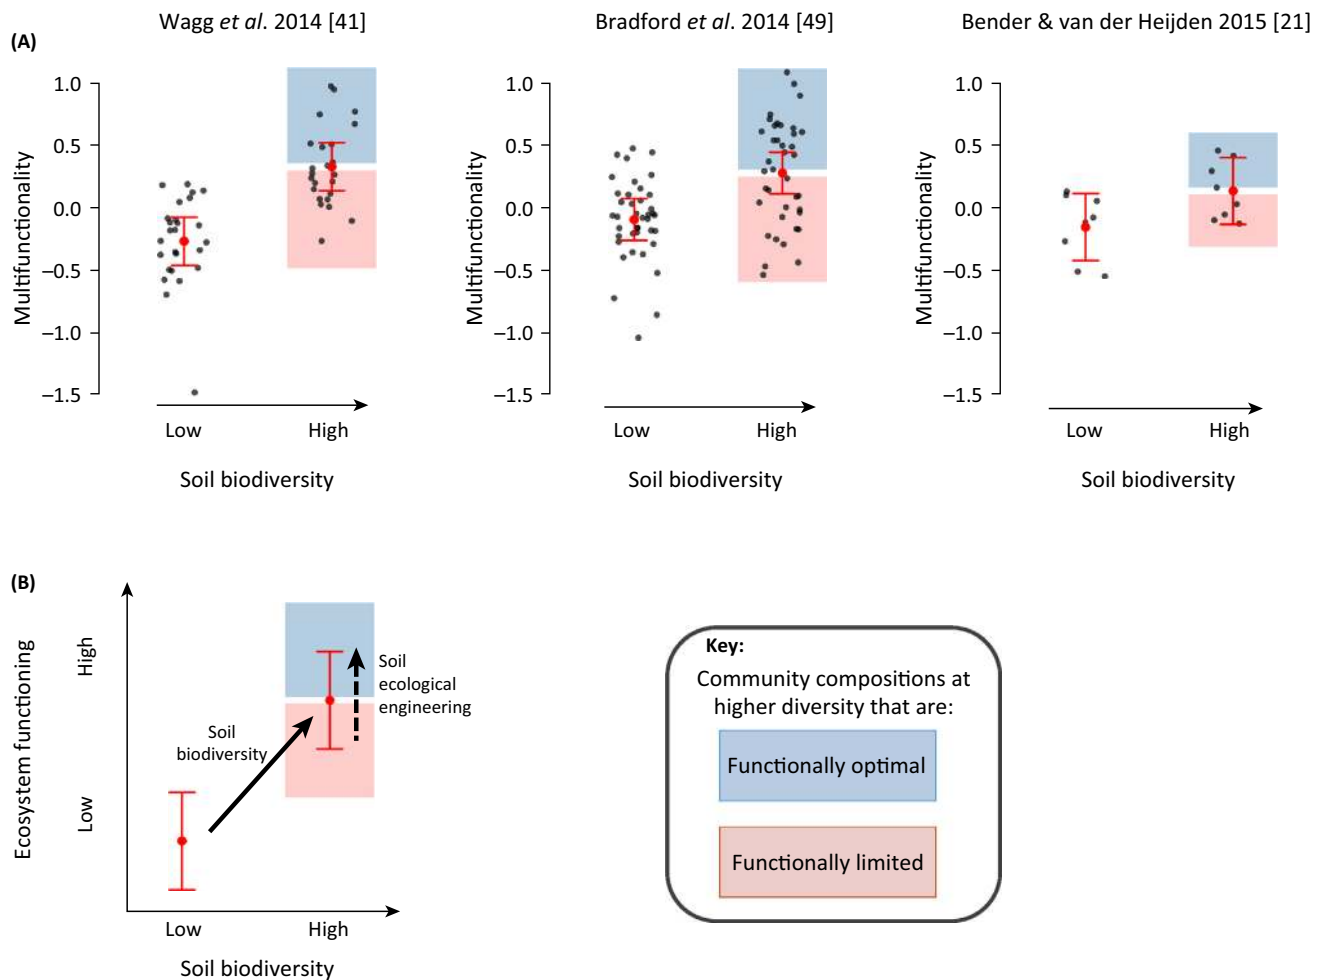 Wagg et al. 2014 [41]
Bradford et al. 2014 [49]
Bender & van der Heijden 2015 [21]
(A)
Multifunctionality
1.0
0.5
0.0
−0.5
−1.0
−1.5
Low
High
Soil biodiversity
Multifunctionality
1.0
0.5
0.0
−0.5
−1.0
−1.5
Low
High
Soil biodiversity
Multifunctionality
1.0
0.5
0.0
−0.5
−1.0
−1.5
Low
High
Soil biodiversity
(B)
Ecosystem functioning
High
Low
Soil
biodiversity
Soil
ecological
engineering
Low
High
Soil biodiversity
Key:
Community compositions at
higher diversity that are:
Functionally optimal
Functionally limited